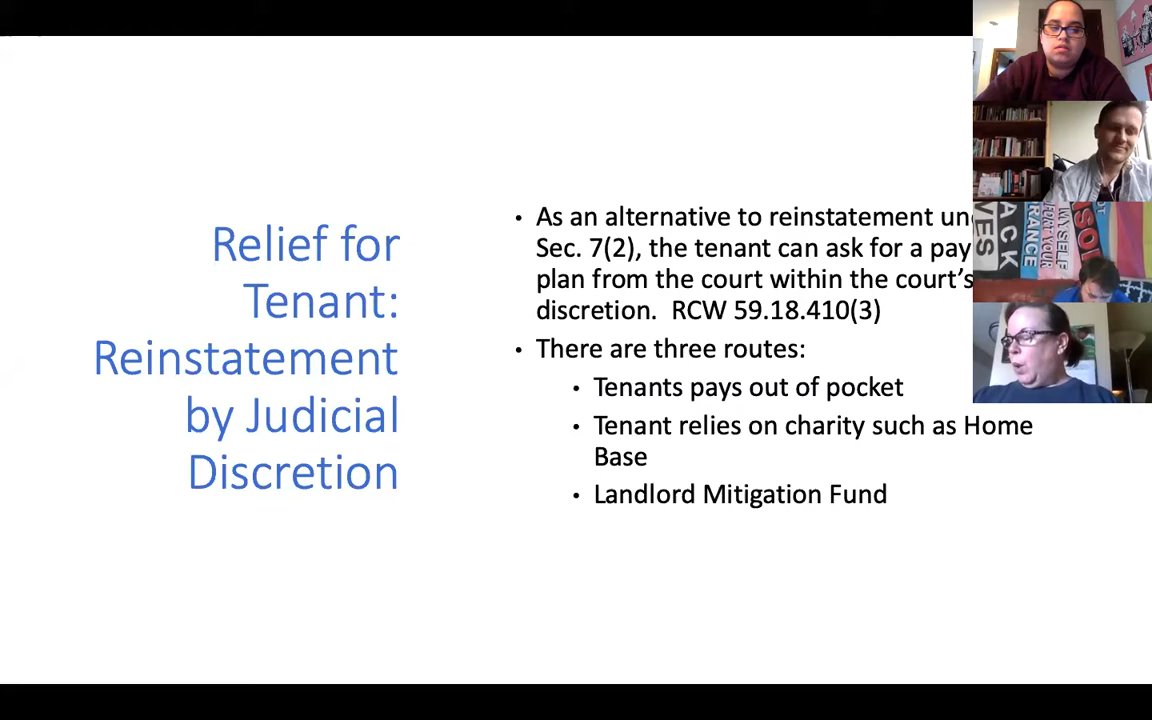 Relief for
Tenant:
Reinstatement
by Judicial
Discretion
• As an alternative to reinstatement
Sec. 7(2), the tenant can ask for a pay
plan from the court within the court's
discretion. RCW 59.18.410(3)
• There are three routes:
• Tenants pays out of pocket
• Tenant relies on charity such as Home
Base
• Landlord Mitigation Fund
MYSELF